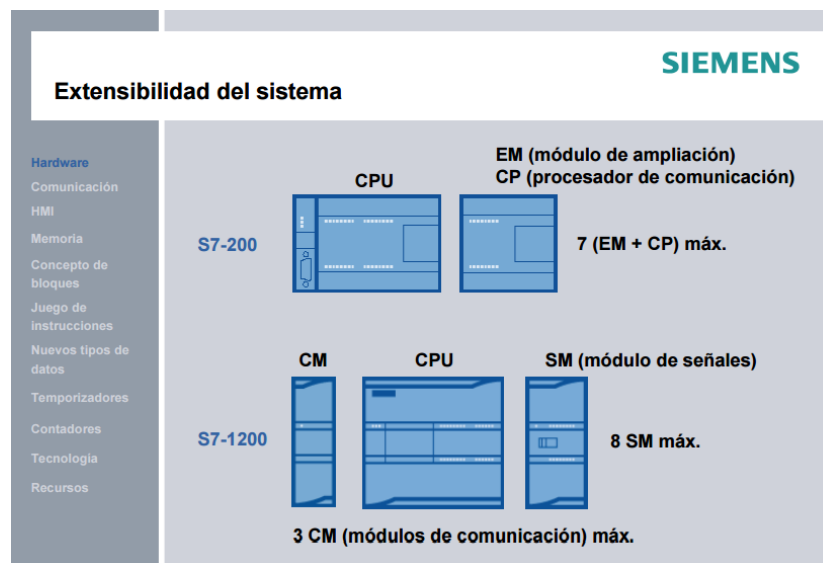 SIEMENS
Extensibilidad del sistema
Hardware
Comunicación
HMI
Memoria
Concepto de
bloques
Juego de
instrucciones
Nuevos tipos de
datos
Temporizadores
Contadores
Tecnología
Recursos
EM (módulo de ampliación)
CP (procesador de comunicación)
CPU
S7-200
7 (EM + CP) máx.
CM
CPU
SM (módulo de señales)
S7-1200
8 SM máx.
3 CM (módulos de comunicación) máx.